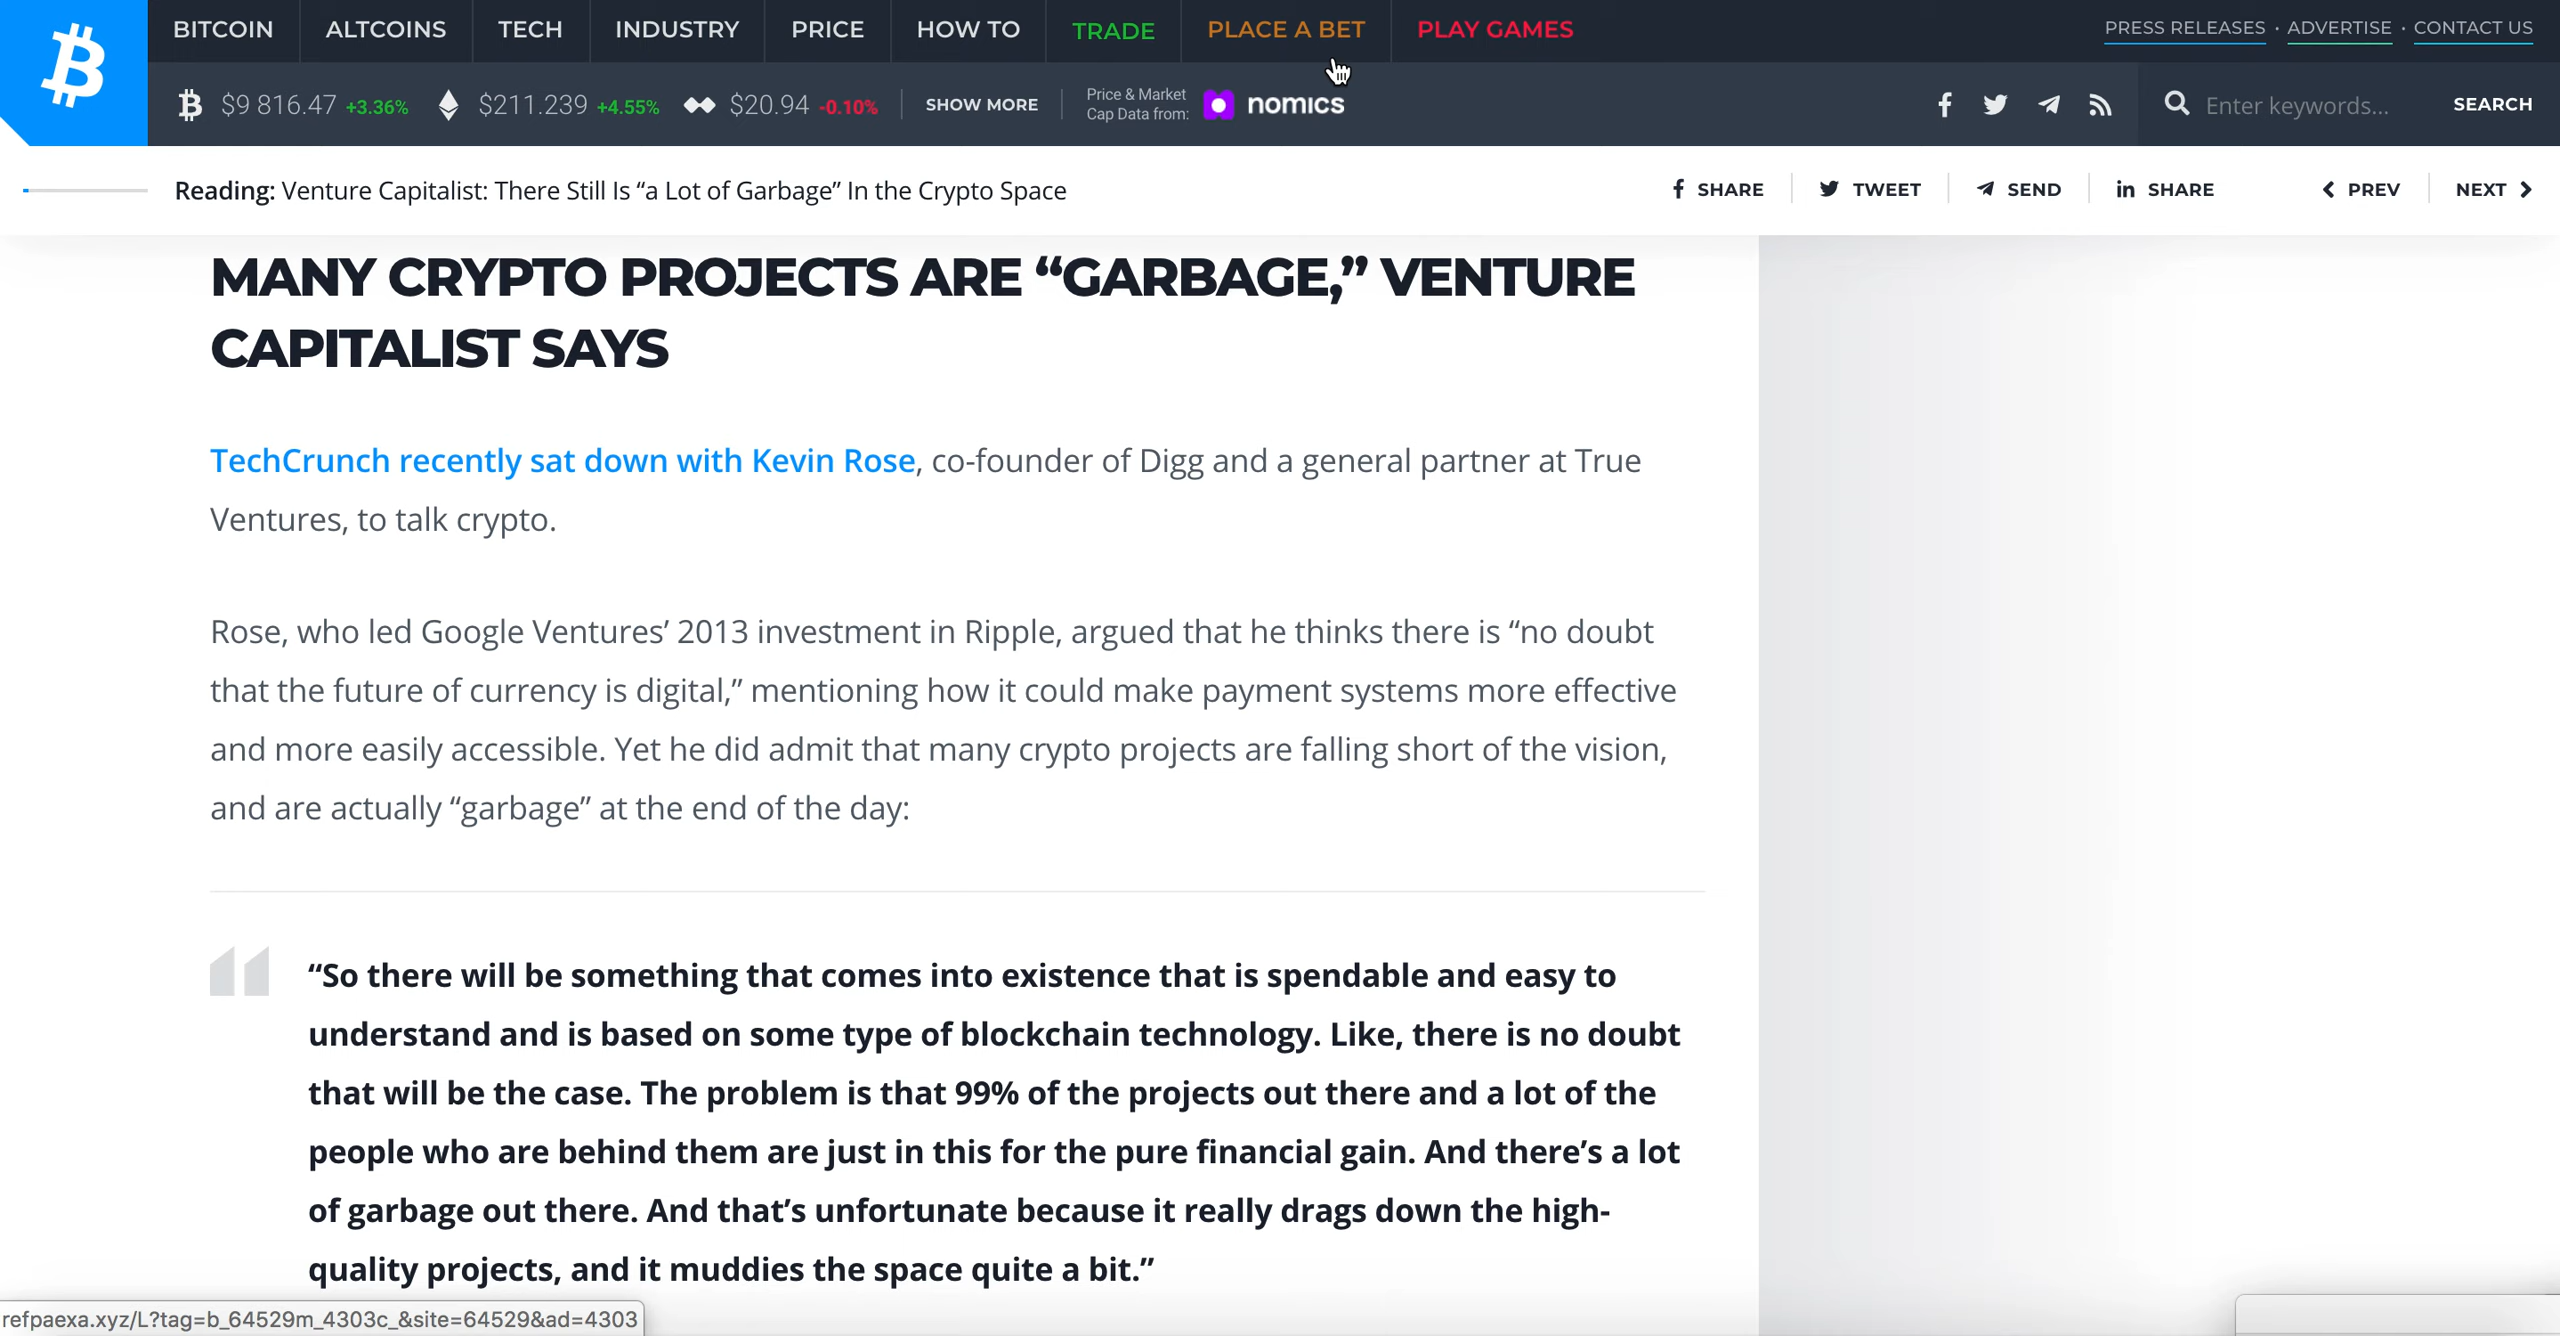 BITCOIN ALTCOINS TECH INDUSTRY PRICE HOW TO TRADE PLACE A BET PLAY GAMES PRESS RELEASES · ADVERTISE · CONTACT US
$9 816.47 +3.36% $211.239 +4.55% $20.94 -0.10% SHOW MORE Price & Market Cap Data from: nomics Enter keywords... SEARCH
Reading: Venture Capitalist: There Still Is “a Lot of Garbage” In the Crypto Space SHARE TWEET SEND SHARE PREV NEXT
MANY CRYPTO PROJECTS ARE “GARBAGE,” VENTURE
CAPITALIST SAYS
TechCrunch recently sat down with Kevin Rose, co-founder of Digg and a general partner at True
Ventures, to talk crypto.
Rose, who led Google Ventures’ 2013 investment in Ripple, argued that he thinks there is “no doubt
that the future of currency is digital,” mentioning how it could make payment systems more effective
and more easily accessible. Yet he did admit that many crypto projects are falling short of the vision,
and are actually “garbage” at the end of the day:
“So there will be something that comes into existence that is spendable and easy to
understand and is based on some type of blockchain technology. Like, there is no doubt
that will be the case. The problem is that 99% of the projects out there and a lot of the
people who are behind them are just in this for the pure financial gain. And there’s a lot
of garbage out there. And that’s unfortunate because it really drags down the high-
quality projects, and it muddies the space quite a bit.”
refpaexa.xyz/L?tag=b_64529m_4303c_&site=64529&ad=4303